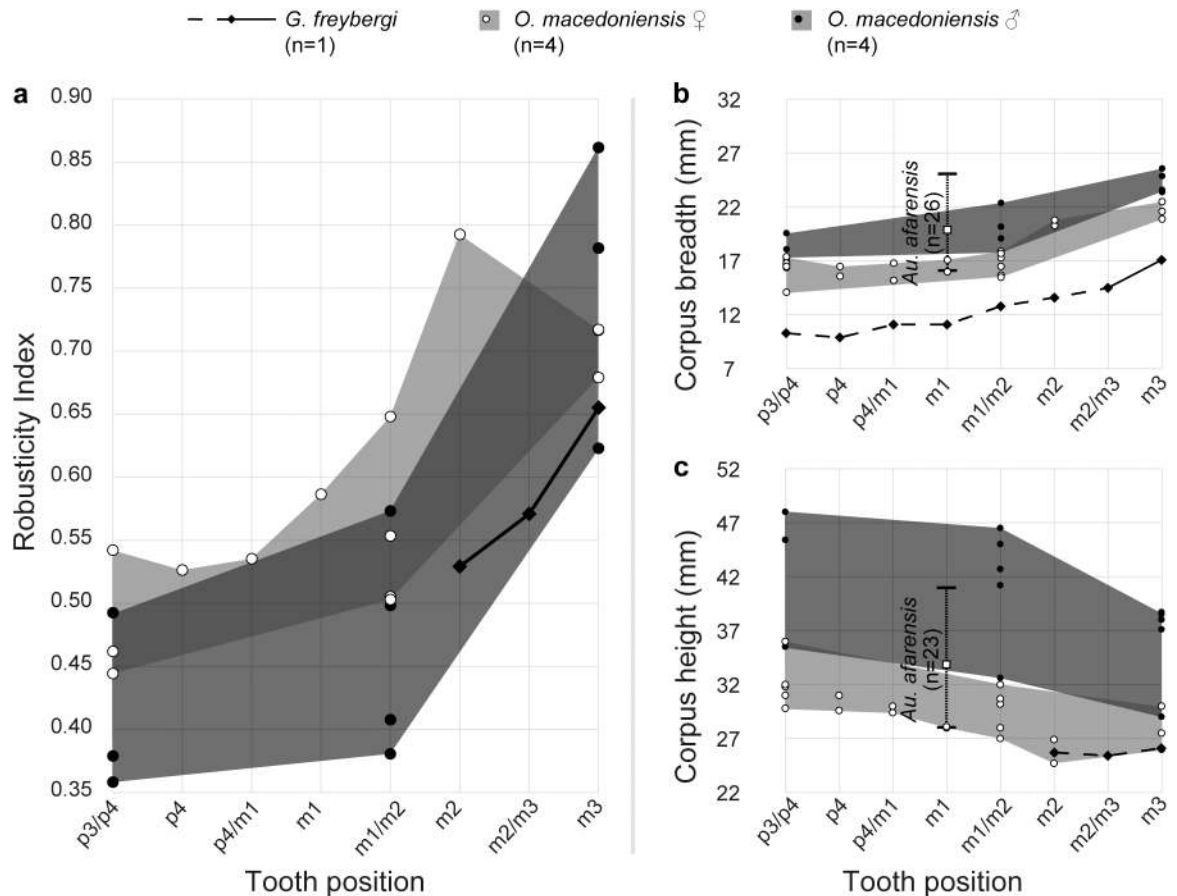 G. freybergi
(n=1)
O. macedoniensis ♀
(n=4)
O. macedoniensis ♂
(n=4)
a
Robusticity Index
0.90
0.85
0.80
0.75
0.70
0.65
0.60
0.55
0.50
0.45
0.40
0.35
p3/p4
p4
p4/m1
m1
m1/m2
m2
m2/m3
m3
Tooth position
b
Corpus breadth (mm)
32
27
22
17
12
7
Au. afarensis
(n=26)
p3/p4
p4
p4/m1
m1
m1/m2
m2
m2/m3
m3
c
Corpus height (mm)
52
47
42
37
32
27
22
Au. afarensis
(n=23)
p3/p4
p4
p4/m1
m1
m1/m2
m2
m2/m3
m3
Tooth position